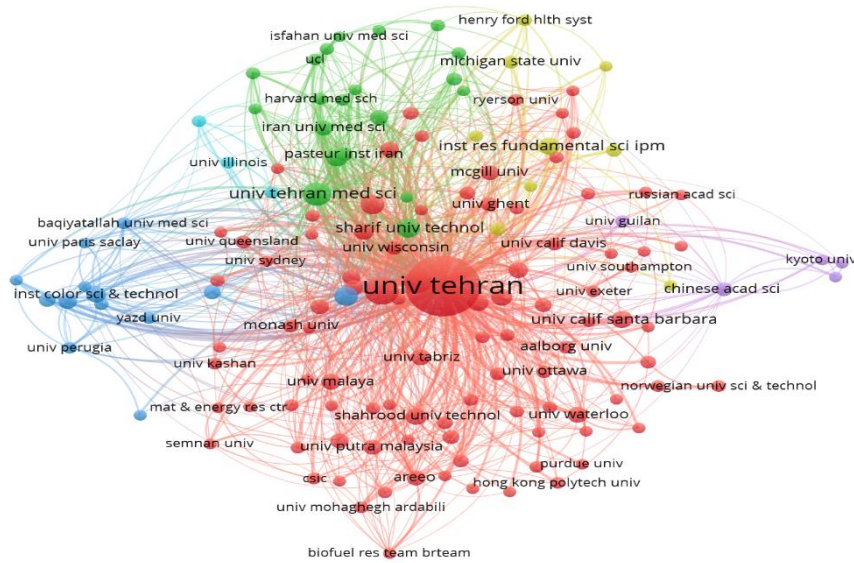 henry ford hlth syst
isfahan univ med sci
ucl
michigan state univ
harvard med sch
ryerson univ
iran univ med sci
inst res fundamental sci ipm
pasteur inst iran
univ illinois
mcgill univ
univ tehran med sci
russian acad sci
univ ghent
baqiyatallah univ med sci
sharif univ technol
univ guilan
univ paris saclay
univ queensland
univ wisconsin
univ calif davis
univ sydney
univ southampton
kyoto univ
univ tehran
chinese acad sci
inst color sci & technol
univ exeter
yazd univ
monash univ
univ calif santa barbara
univ perugia
aalborg univ
univ kashan
univ tabriz
univ ottawa
univ malaya
norwegian univ sci & technol
mat & energy res ctr
shahrood univ technol
univ waterloo
semnan univ
univ putra malaysia
purdue univ
csic
areeo
hong kong polytech univ
univ mohaghegh ardabili
biofuel res team brteam